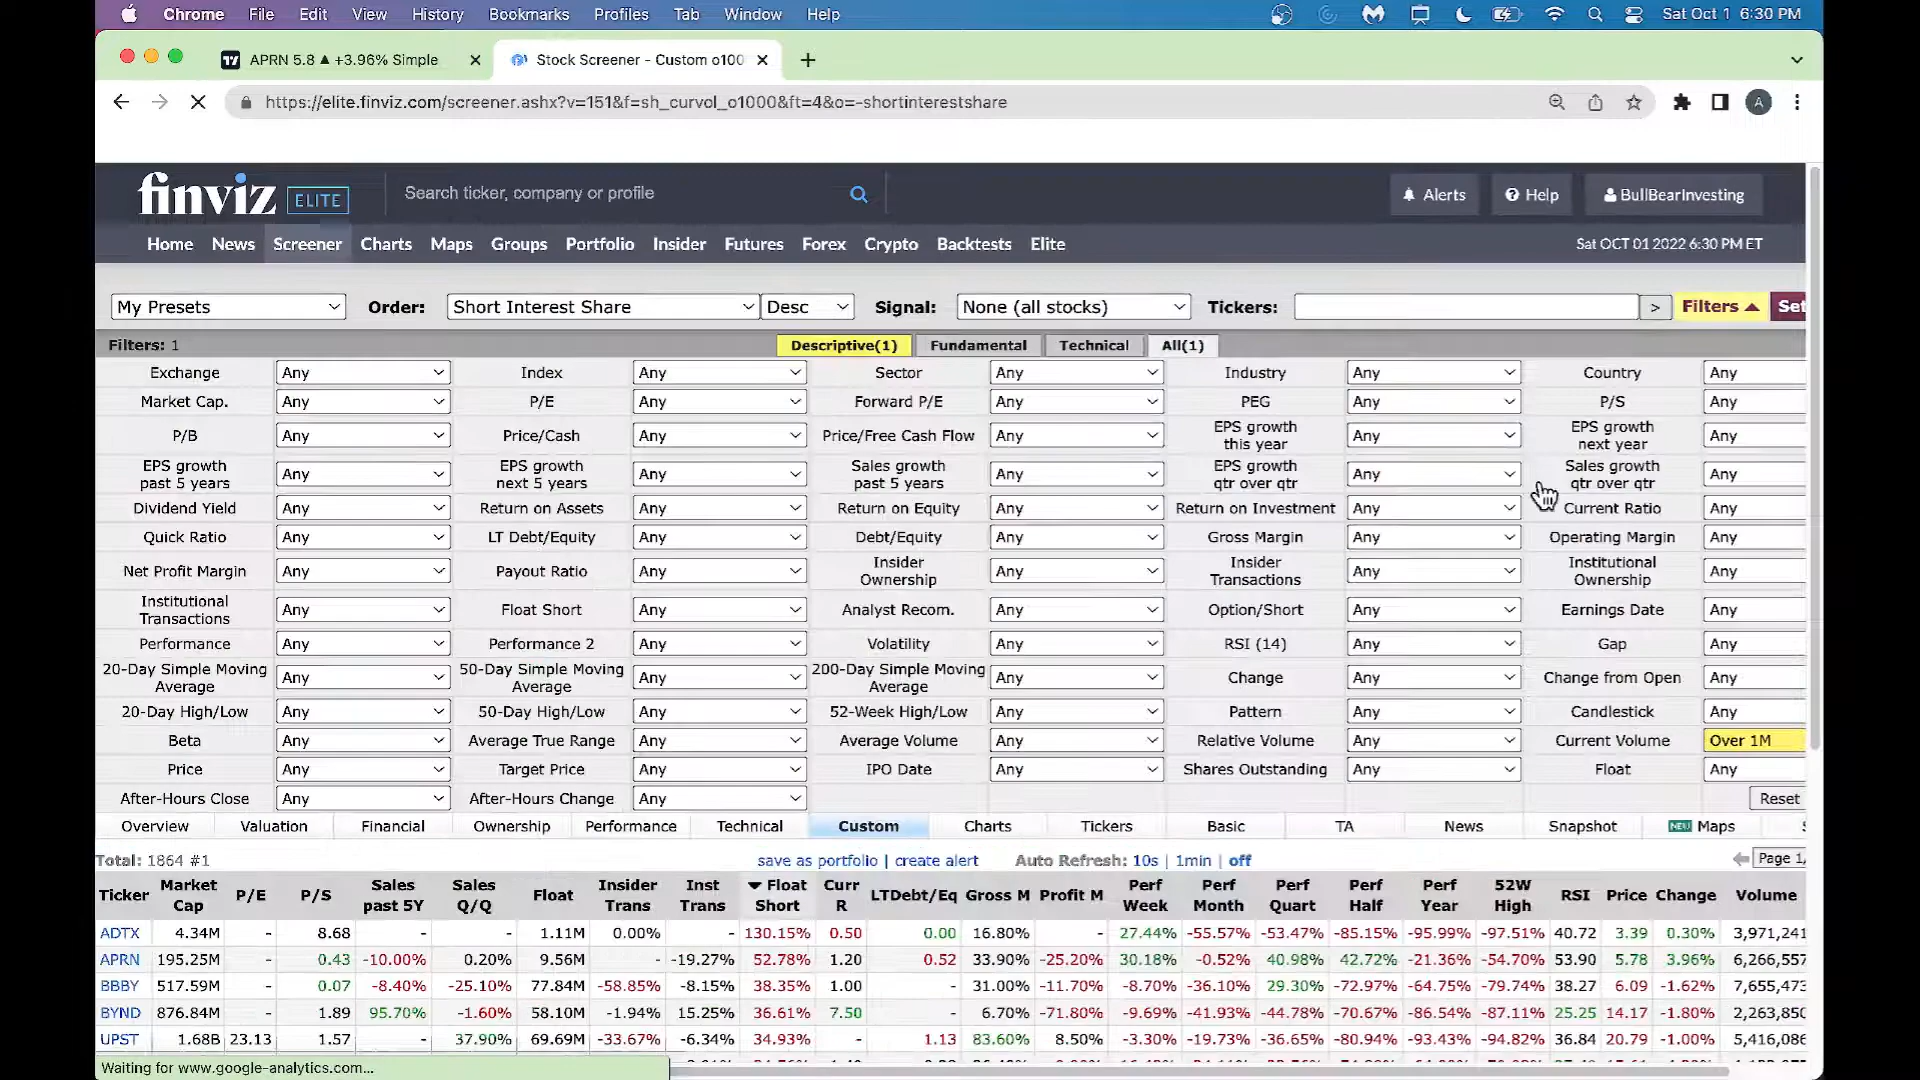 Chrome File Edit View History Bookmarks Profiles Tab Window Help Sat Oct 1 6:30 PM
APRN 5.8 ▲ +3.96% Simple Stock Screener - Custom o100
https://elite.finviz.com/screener.ashx?v=151&f=sh_curvol_o1000&ft=4&o=-shortinterestshare A
finviz ELITE Search ticker, company or profile Alerts Help BullBearInvesting
Home News Screener Charts Maps Groups Portfolio Insider Futures Forex Crypto Backtests Elite Sat OCT 01 2022 6:30 PM ET
My Presets Order: Short Interest Share Desc Signal: None (all stocks) Tickers: > Filters ▲ Set
Filters: 1 Descriptive(1) Fundamental Technical All(1)
Exchange Any Index Any Sector Any Industry Any Country Any
Market Cap. Any P/E Any Forward P/E Any PEG Any P/S Any
P/B Any Price/Cash Any Price/Free Cash Flow Any EPS growth this year Any EPS growth next year Any
EPS growth past 5 years Any EPS growth next 5 years Any Sales growth past 5 years Any EPS growth qtr over qtr Any Sales growth qtr over qtr Any
Dividend Yield Any Return on Assets Any Return on Equity Any Return on Investment Any Current Ratio Any
Quick Ratio Any LT Debt/Equity Any Debt/Equity Any Gross Margin Any Operating Margin Any
Net Profit Margin Any Payout Ratio Any Insider Ownership Any Insider Transactions Any Institutional Ownership Any
Institutional Transactions Any Float Short Any Analyst Recom. Any Option/Short Any Earnings Date Any
Performance Any Performance 2 Any Volatility Any RSI (14) Any Gap Any
20-Day Simple Moving Average Any 50-Day Simple Moving Average Any 200-Day Simple Moving Average Any Change Any Change from Open Any
20-Day High/Low Any 50-Day High/Low Any 52-Week High/Low Any Pattern Any Candlestick Any
Beta Any Average True Range Any Average Volume Any Relative Volume Any Current Volume Over 1M
Price Any Target Price Any IPO Date Any Shares Outstanding Any Float Any
After-Hours Close Any After-Hours Change Any Reset
Overview Valuation Financial Ownership Performance Technical Custom Charts Tickers Basic TA News Snapshot NEW Maps
Total: 1864 #1 save as portfolio | create alert Auto Refresh: 10s | 1min | off Page 1/
Ticker Market Cap P/E P/S Sales past 5Y Sales Q/Q Float Insider Trans Inst Trans ▼ Float Short Curr R LTDebt/Eq Gross M Profit M Perf Week Perf Month Perf Quart Perf Half Perf Year 52W High RSI Price Change Volume
ADTX 4.34M - 8.68 - - 1.11M 0.00% - 130.15% 0.50 0.00 16.80% - 27.44% -55.57% -53.47% -85.15% -95.99% -97.51% 40.72 3.39 0.30% 3,971,241
APRN 195.25M - 0.43 -10.00% 0.20% 9.56M - -19.27% 52.78% 1.20 0.52 33.90% -25.20% 30.18% -0.52% 40.98% 42.72% -21.36% -54.70% 53.90 5.78 3.96% 6,266,557
BBBY 517.59M - 0.07 -8.40% -25.10% 77.84M -58.85% -8.15% 38.35% 1.00 - 31.00% -11.70% -8.70% -36.10% 29.30% -72.97% -64.75% -79.74% 38.27 6.09 -1.62% 7,655,473
BYND 876.84M - 1.89 95.70% -1.60% 58.10M -1.94% 15.25% 36.61% 7.50 - 6.70% -71.80% -9.69% -41.93% -44.78% -70.67% -86.54% -87.11% 25.25 14.17 -1.80% 2,263,850
UPST 1.68B 23.13 1.57 - 37.90% 69.69M -33.67% -6.34% 34.93% - 1.13 83.60% 8.50% -3.30% -19.73% -36.65% -80.94% -93.43% -94.82% 36.84 20.79 -1.00% 5,416,086
Waiting for www.google-analytics.com...